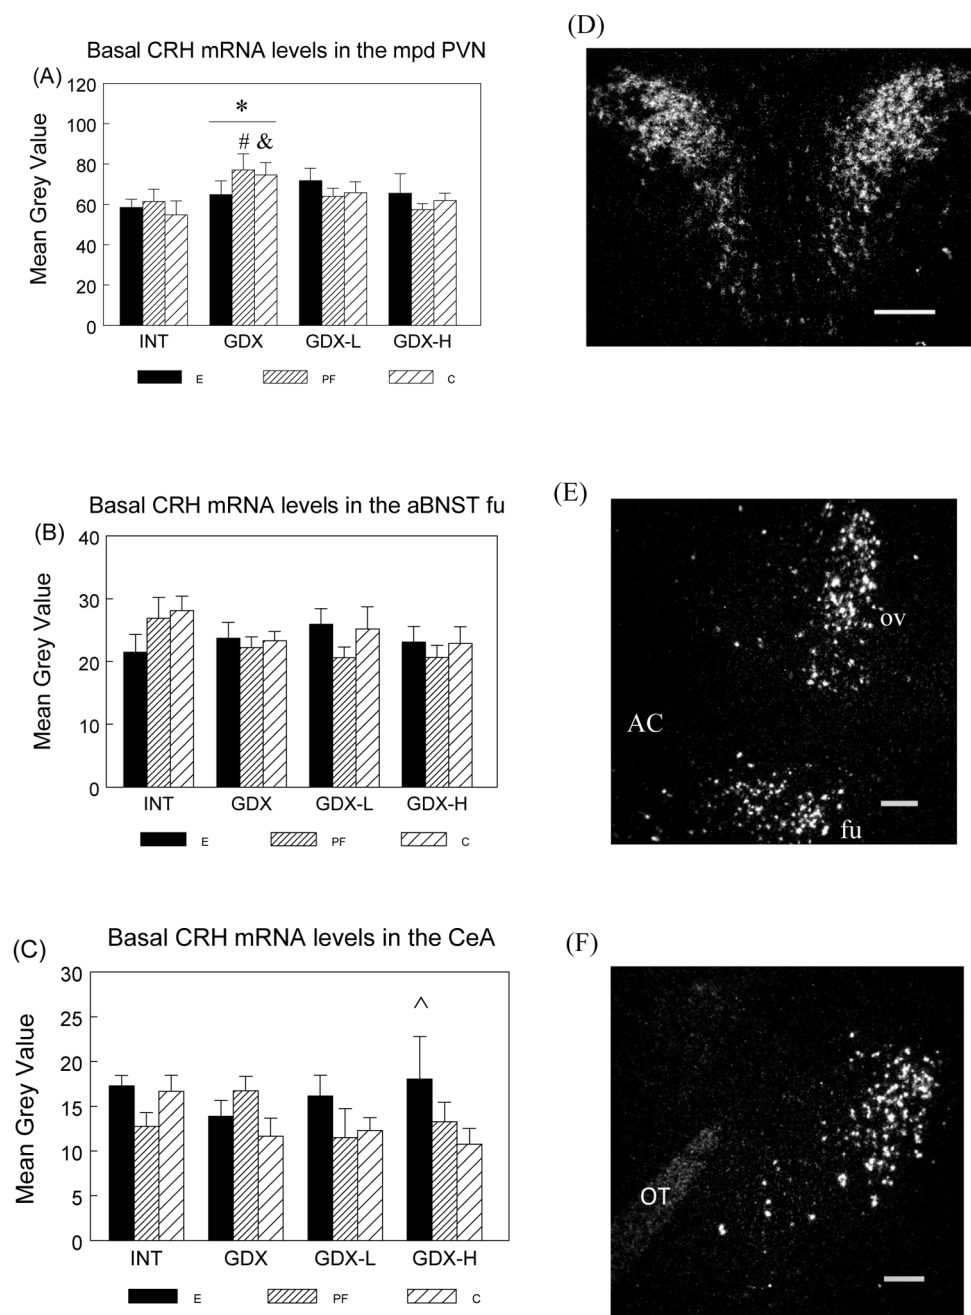 (D)
Basal CRH mRNA levels in the mpd PVN
(A)
Mean Grey Value
120
100
80
60
40
20
0
*
# &
INT GDX GDX-L GDX-H
E PF C
(E)
Basal CRH mRNA levels in the aBNST fu
(B)
Mean Grey Value
40
30
20
10
0
INT GDX GDX-L GDX-H
E PF C
ov
AC
fu
(F)
Basal CRH mRNA levels in the CeA
(C)
Mean Grey Value
30
25
20
15
10
5
0
^
INT GDX GDX-L GDX-H
E PF C
OT